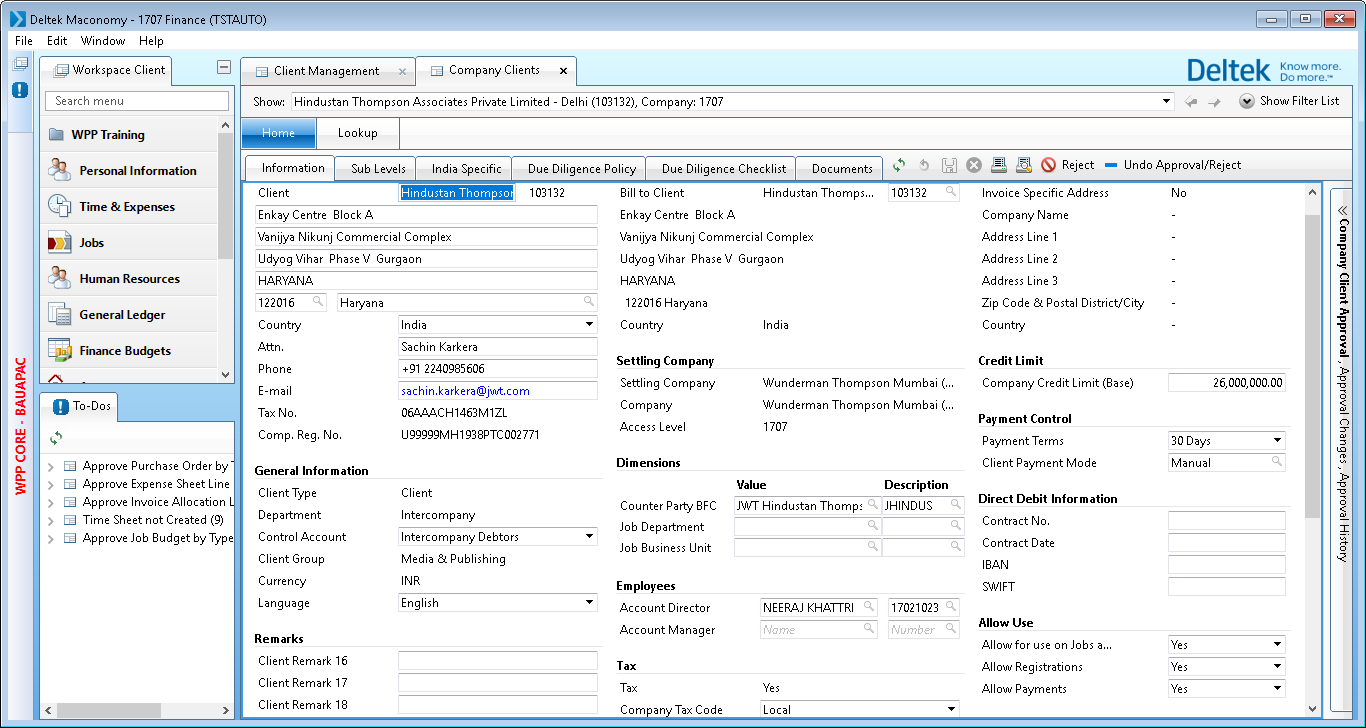 Deltek Maconomy - 1707 Finance (TSTAUTO)
File Edit Window Help
WPP CORE - BAUAPAC
Workspace Client
Search menu
WPP Training
Personal Information
Time & Expenses
Jobs
Human Resources
General Ledger
Finance Budgets
To-Dos
Approve Purchase Order by T
Approve Expense Sheet Line
Approve Invoice Allocation L
Time Sheet not Created (9)
Approve Job Budget by Type
Client Management
Company Clients
Deltek Know more. Do more.™
Show: Hindustan Thompson Associates Private Limited - Delhi (103132), Company: 1707
Show Filter List
Home Lookup
Information Sub Levels India Specific Due Diligence Policy Due Diligence Checklist Documents
Reject Undo Approval/Reject
Client Hindustan Thompson 103132
Enkay Centre Block A
Vanijya Nikunj Commercial Complex
Udyog Vihar Phase V Gurgaon
HARYANA
122016 Haryana
Country India
Attn. Sachin Karkera
Phone +91 2240985606
E-mail sachin.karkera@jwt.com
Tax No. 06AAACH1463M1ZL
Comp. Reg. No. U99999MH1938PTC002771
General Information
Client Type Client
Department Intercompany
Control Account Intercompany Debtors
Client Group Media & Publishing
Currency INR
Language English
Remarks
Client Remark 16
Client Remark 17
Client Remark 18
Bill to Client Hindustan Thomps... 103132
Enkay Centre Block A
Vanijya Nikunj Commercial Complex
Udyog Vihar Phase V Gurgaon
HARYANA
122016 Haryana
Country India
Settling Company
Settling Company Wunderman Thompson Mumbai (...
Company Wunderman Thompson Mumbai (...
Access Level 1707
Dimensions
Value Description
Counter Party BFC JWT Hindustan Thomps JHINDUS
Job Department
Job Business Unit
Employees
Account Director NEERAJ KHATTRI 17021023
Account Manager Name Number
Tax
Tax Yes
Company Tax Code Local
Invoice Specific Address No
Company Name -
Address Line 1 -
Address Line 2 -
Address Line 3 -
Zip Code & Postal District/City -
Country -
Credit Limit
Company Credit Limit (Base) 26,000,000.00
Payment Control
Payment Terms 30 Days
Client Payment Mode Manual
Direct Debit Information
Contract No.
Contract Date
IBAN
SWIFT
Allow Use
Allow for use on Jobs a... Yes
Allow Registrations Yes
Allow Payments Yes
Company Client Approval, Approval Changes, Approval History